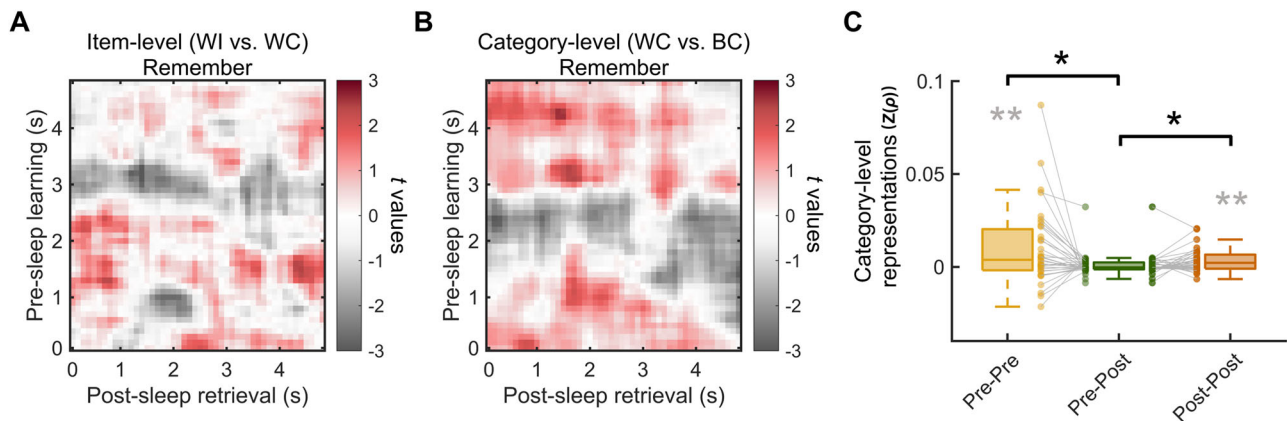 A
Item-level (WI vs. WC)
Remember
Pre-sleep learning (s)
4
3
2
1
0
0
1
2
3
4
Post-sleep retrieval (s)
3
2
1
0
-1
-2
-3
t values
B
Category-level (WC vs. BC)
Remember
Pre-sleep learning (s)
4
3
2
1
0
0
1
2
3
4
Post-sleep retrieval (s)
3
2
1
0
-1
-2
-3
t values
C
Category-level
representations (z(ρ))
0.1
0.05
0
*
*
**
**
Pre-Pre
Pre-Post
Post-Post